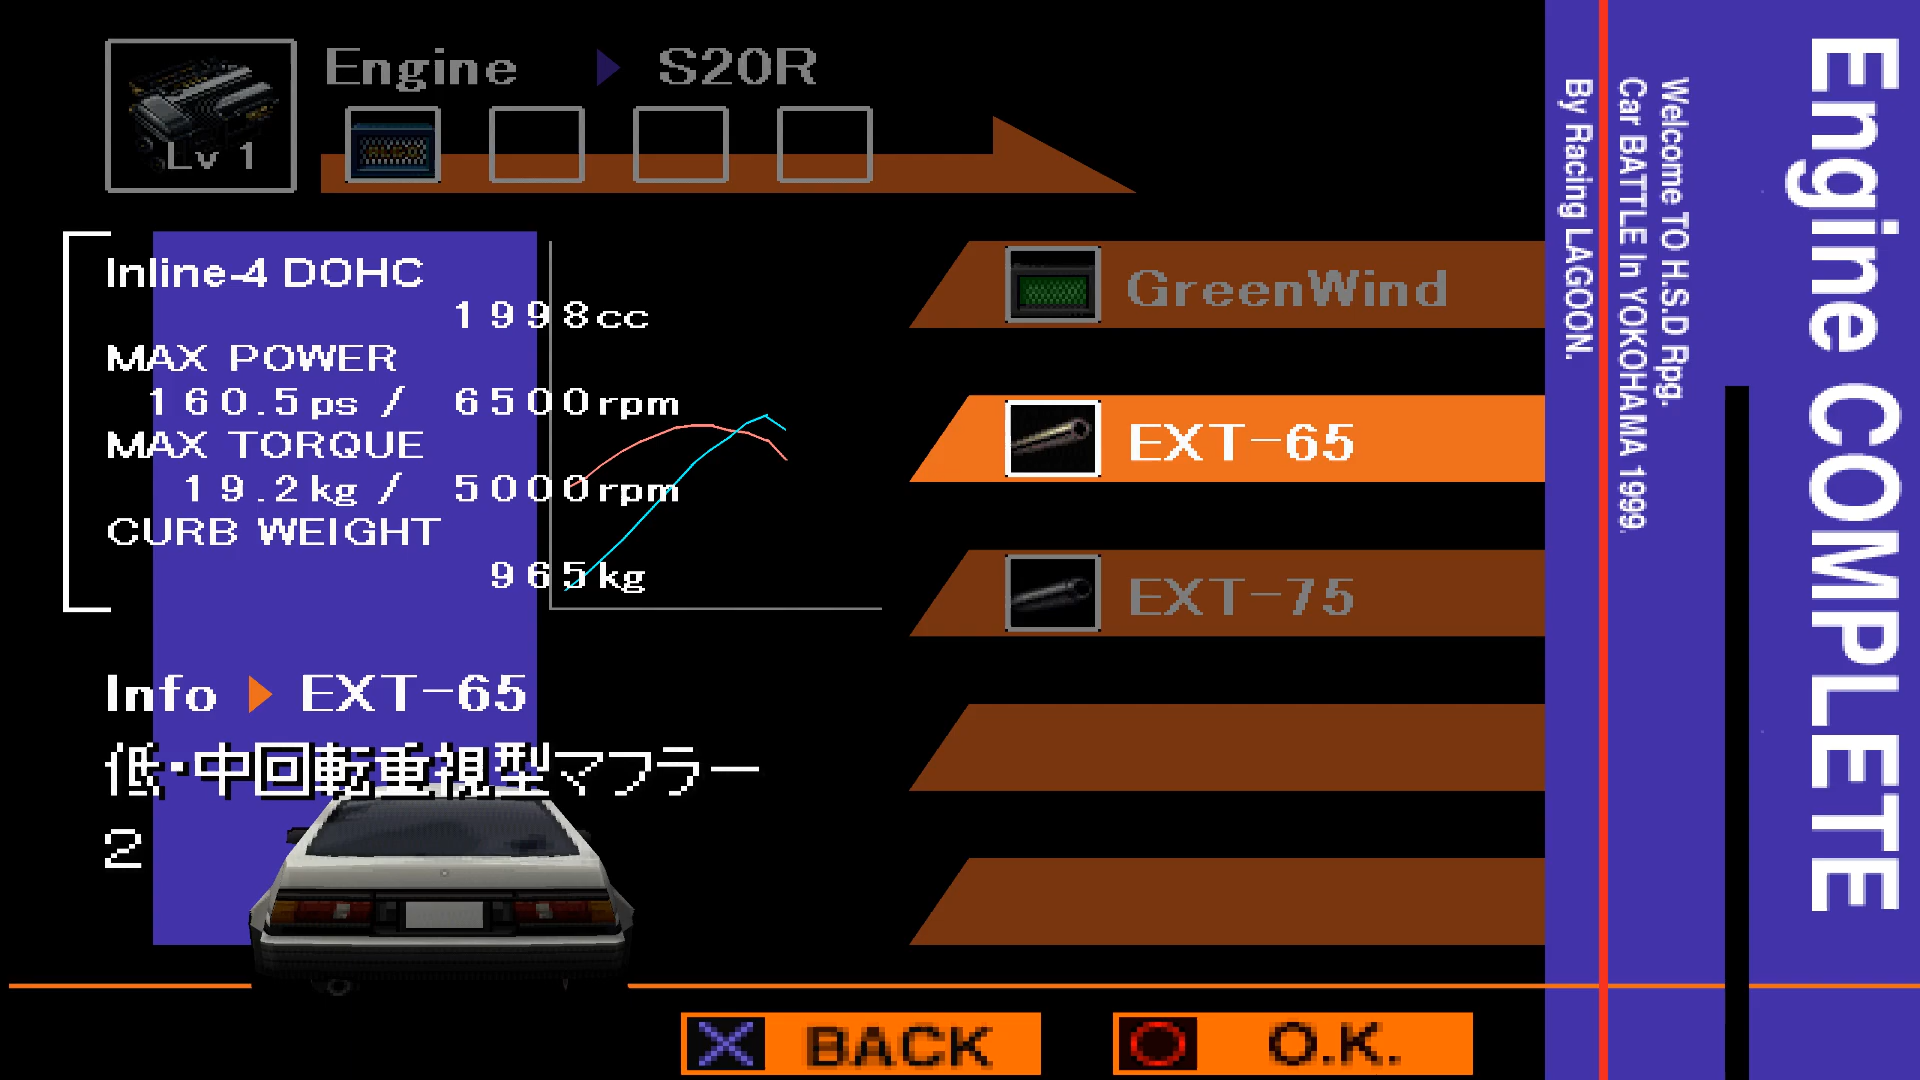 Engine ▶ S20R
Lv 1
Inline-4 DOHC
1998cc
MAX POWER
160.5ps / 6500rpm
MAX TORQUE
19.2kg / 5000rpm
CURB WEIGHT
965kg
Info ▶ EXT-65
低・中回転重視型マフラー
2
GreenWind
EXT-65
EXT-75
BACK
O.K.
Engine COMPLETE
Welcome TO H.S.D Rpg.
Car BATTLE In YOKOHAMA 1999.
By Racing LAGOON.